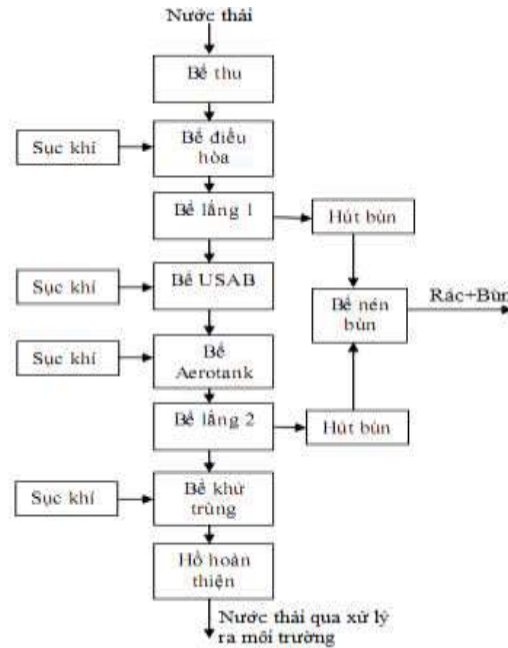 Nước thải
Bể thu
Sục khí
Bể điều
hòa
Bể lắng 1
Hút bùn
Sục khí
Bể USAB
Bể nén
bùn
Rác+Bùn
Sục khí
Bể
Aerotank
Bể lắng 2
Hút bùn
Sục khí
Bể khử
trùng
Hồ hoàn
thiện
Nước thải qua xử lý
ra môi trường